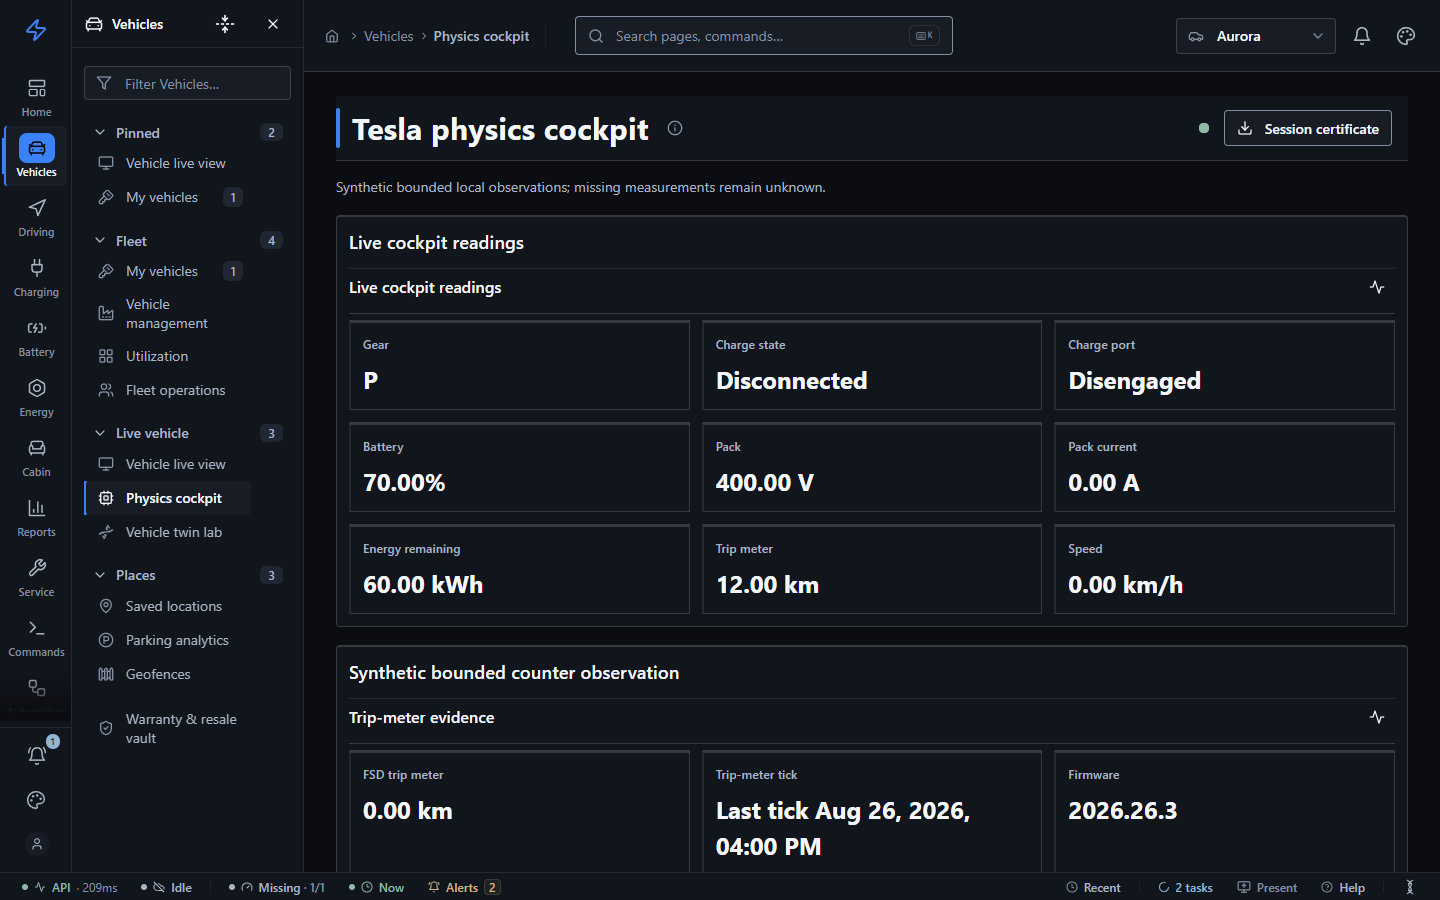 Vehicles
Vehicles
Physics cockpit
Search pages, commands...
K
Aurora
Home
Vehicles
Driving
Charging
Battery
Energy
Cabin
Reports
Service
Commands
1
Filter Vehicles...
Pinned
2
Vehicle live view
My vehicles
1
Fleet
4
My vehicles
1
Vehicle
management
Utilization
Fleet operations
Live vehicle
3
Vehicle live view
Physics cockpit
Vehicle twin lab
Places
3
Saved locations
Parking analytics
Geofences
Warranty & resale
vault
Tesla physics cockpit
Session certificate
Synthetic bounded local observations; missing measurements remain unknown.
Live cockpit readings
Live cockpit readings
Gear
P
Charge state
Disconnected
Charge port
Disengaged
Battery
70.00%
Pack
400.00 V
Pack current
0.00 A
Energy remaining
60.00 kWh
Trip meter
12.00 km
Speed
0.00 km/h
Synthetic bounded counter observation
Trip-meter evidence
FSD trip meter
0.00 km
Trip-meter tick
Last tick Aug 26, 2026,
04:00 PM
Firmware
2026.26.3
API · 209ms
Idle
Missing · 1/1
Now
Alerts 2
Recent
2 tasks
Present
Help